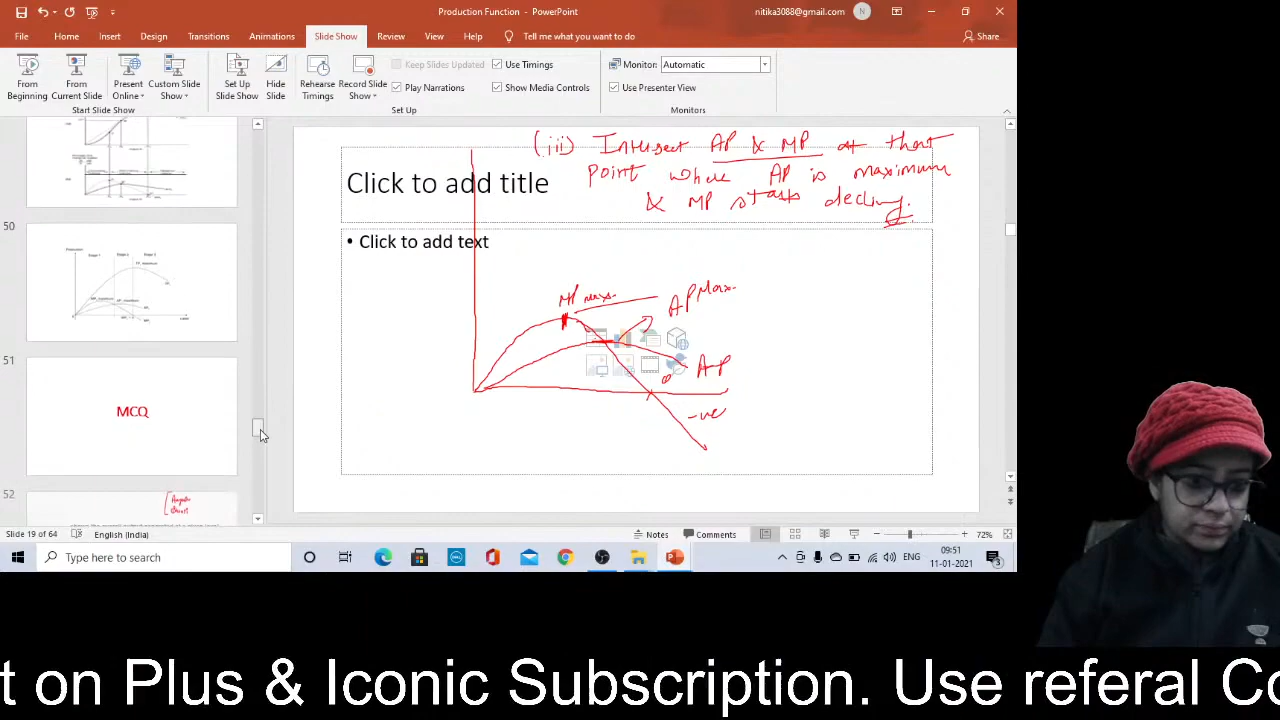 Production Function - PowerPoint
nitika3088@gmail.com
N
File
Home
Insert
Design
Transitions
Animations
Slide Show
Review
View
Help
Tell me what you want to do
Share
From Beginning
From Current Slide
Present Online
Custom Slide Show
Set Up Slide Show
Hide Slide
Rehearse Timings
Record Slide Show
Keep Slides Updated
Play Narrations
Use Timings
Show Media Controls
Monitor:
Automatic
Use Presenter View
Start Slide Show
Set Up
Monitors
(iii) Intersect AP & MP at that
point where AP is maximum
& MP starts
Click to add title
• Click to add text
MP max.
AP Max.
AP
0
-ve
50
51
MCQ
52
Slide 19 of 64
English (India)
Notes
Comments
72%
Type here to search
ENG
09:51
11-01-2021
3
t on Plus & Iconic Subscription. Use referal Co